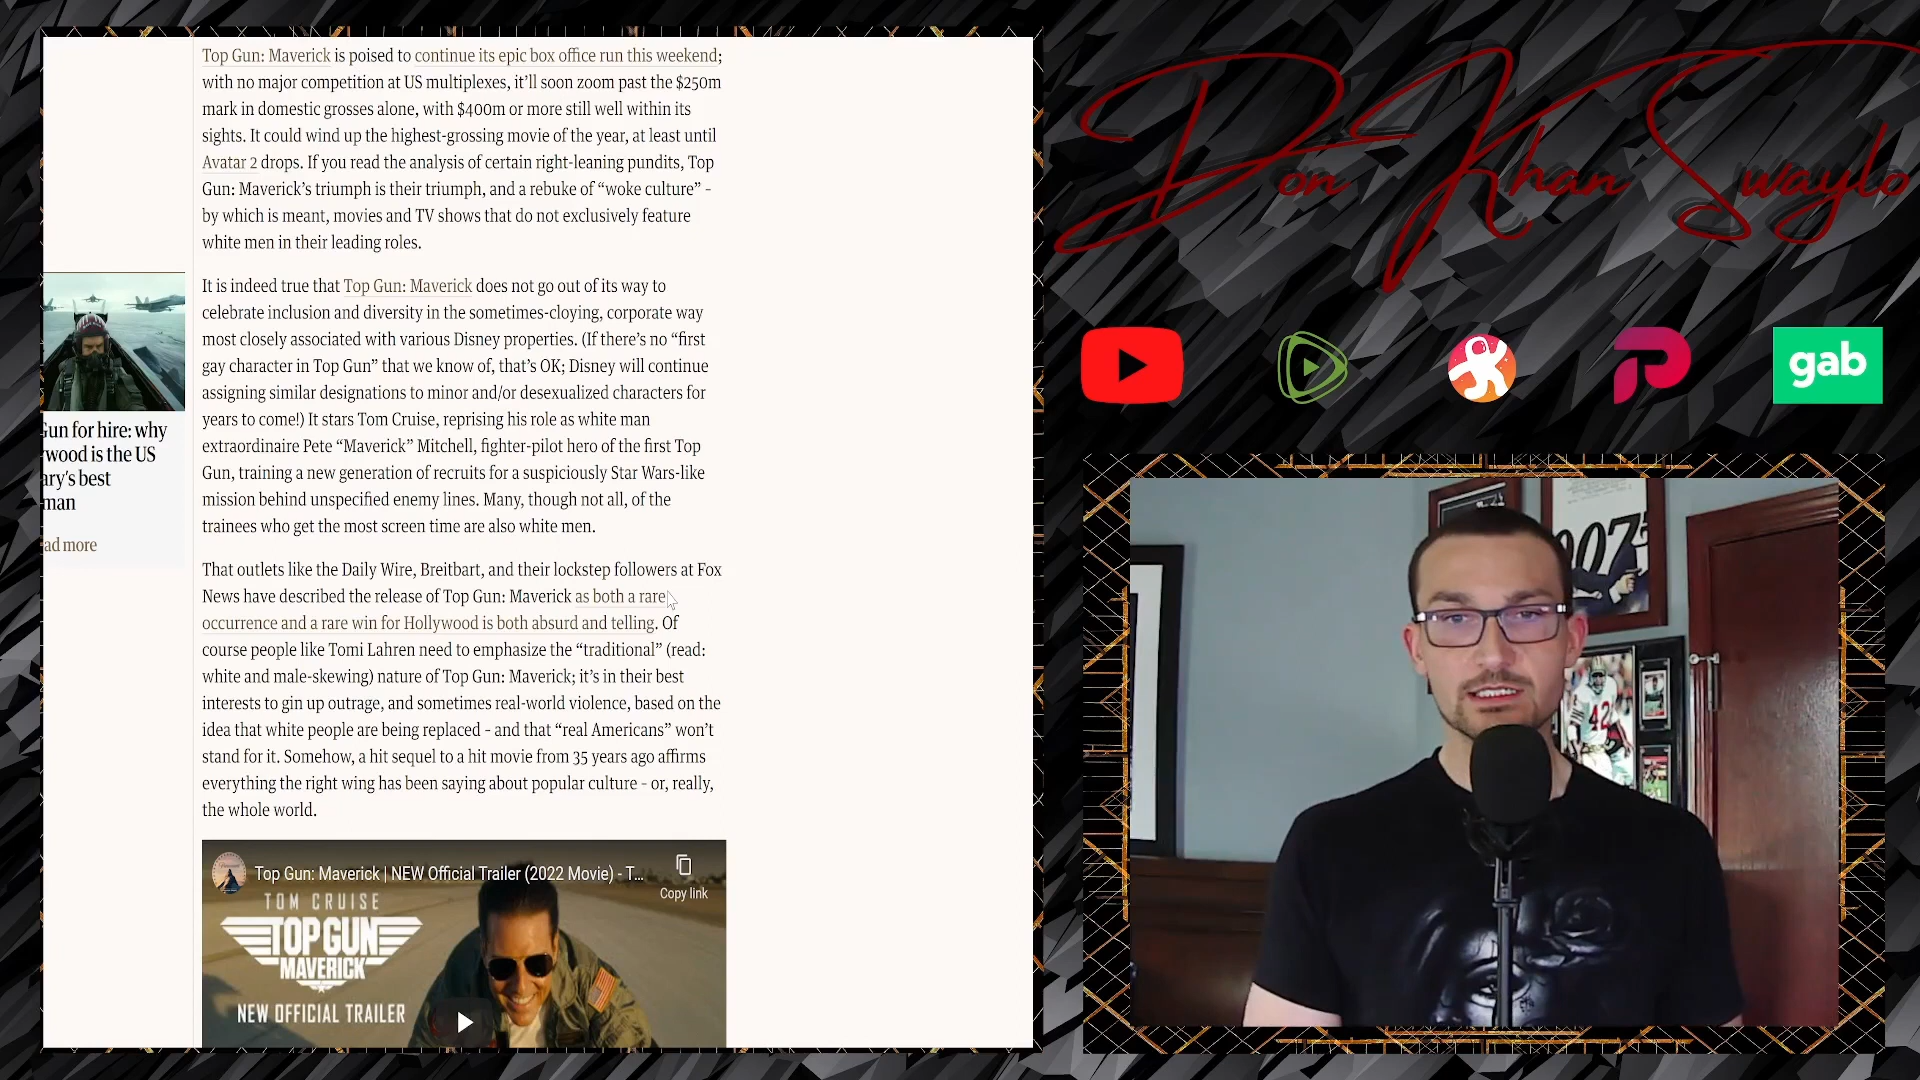 Top Gun: Maverick is poised to continue its epic box office run this weekend;
with no major competition at US multiplexes, it’ll soon zoom past the $250m
mark in domestic grosses alone, with $400m or more still well within its
sights. It could wind up the highest-grossing movie of the year, at least until
Avatar 2 drops. If you read the analysis of certain right-leaning pundits, Top
Gun: Maverick’s triumph is their triumph, and a rebuke of “woke culture” –
by which is meant, movies and TV shows that do not exclusively feature
white men in their leading roles.
It is indeed true that Top Gun: Maverick does not go out of its way to
celebrate inclusion and diversity in the sometimes-cloying, corporate way
most closely associated with various Disney properties. (If there’s no “first
gay character in Top Gun” that we know of, that’s OK; Disney will continue
assigning similar designations to minor and/or desexualized characters for
years to come!) It stars Tom Cruise, reprising his role as white man
extraordinaire Pete “Maverick” Mitchell, fighter-pilot hero of the first Top
Gun, training a new generation of recruits for a suspiciously Star Wars-like
mission behind unspecified enemy lines. Many, though not all, of the
trainees who get the most screen time are also white men.
That outlets like the Daily Wire, Breitbart, and their lockstep followers at Fox
News have described the release of Top Gun: Maverick as both a rare
occurrence and a rare win for Hollywood is both absurd and telling. Of
course people like Tomi Lahren need to emphasize the “traditional” (read:
white and male-skewing) nature of Top Gun: Maverick; it’s in their best
interests to gin up outrage, and sometimes real-world violence, based on the
idea that white people are being replaced – and that “real Americans” won’t
stand for it. Somehow, a hit sequel to a hit movie from 35 years ago affirms
everything the right wing has been saying about popular culture – or, really,
the whole world.
Gun for hire: why
wood is the US
ary’s best
man
ad more
Top Gun: Maverick | NEW Official Trailer (2022 Movie) - T...
Copy link
TOM CRUISE
TOP GUN
MAVERICK
NEW OFFICIAL TRAILER
Don Khan Swaylo
gab
007
42